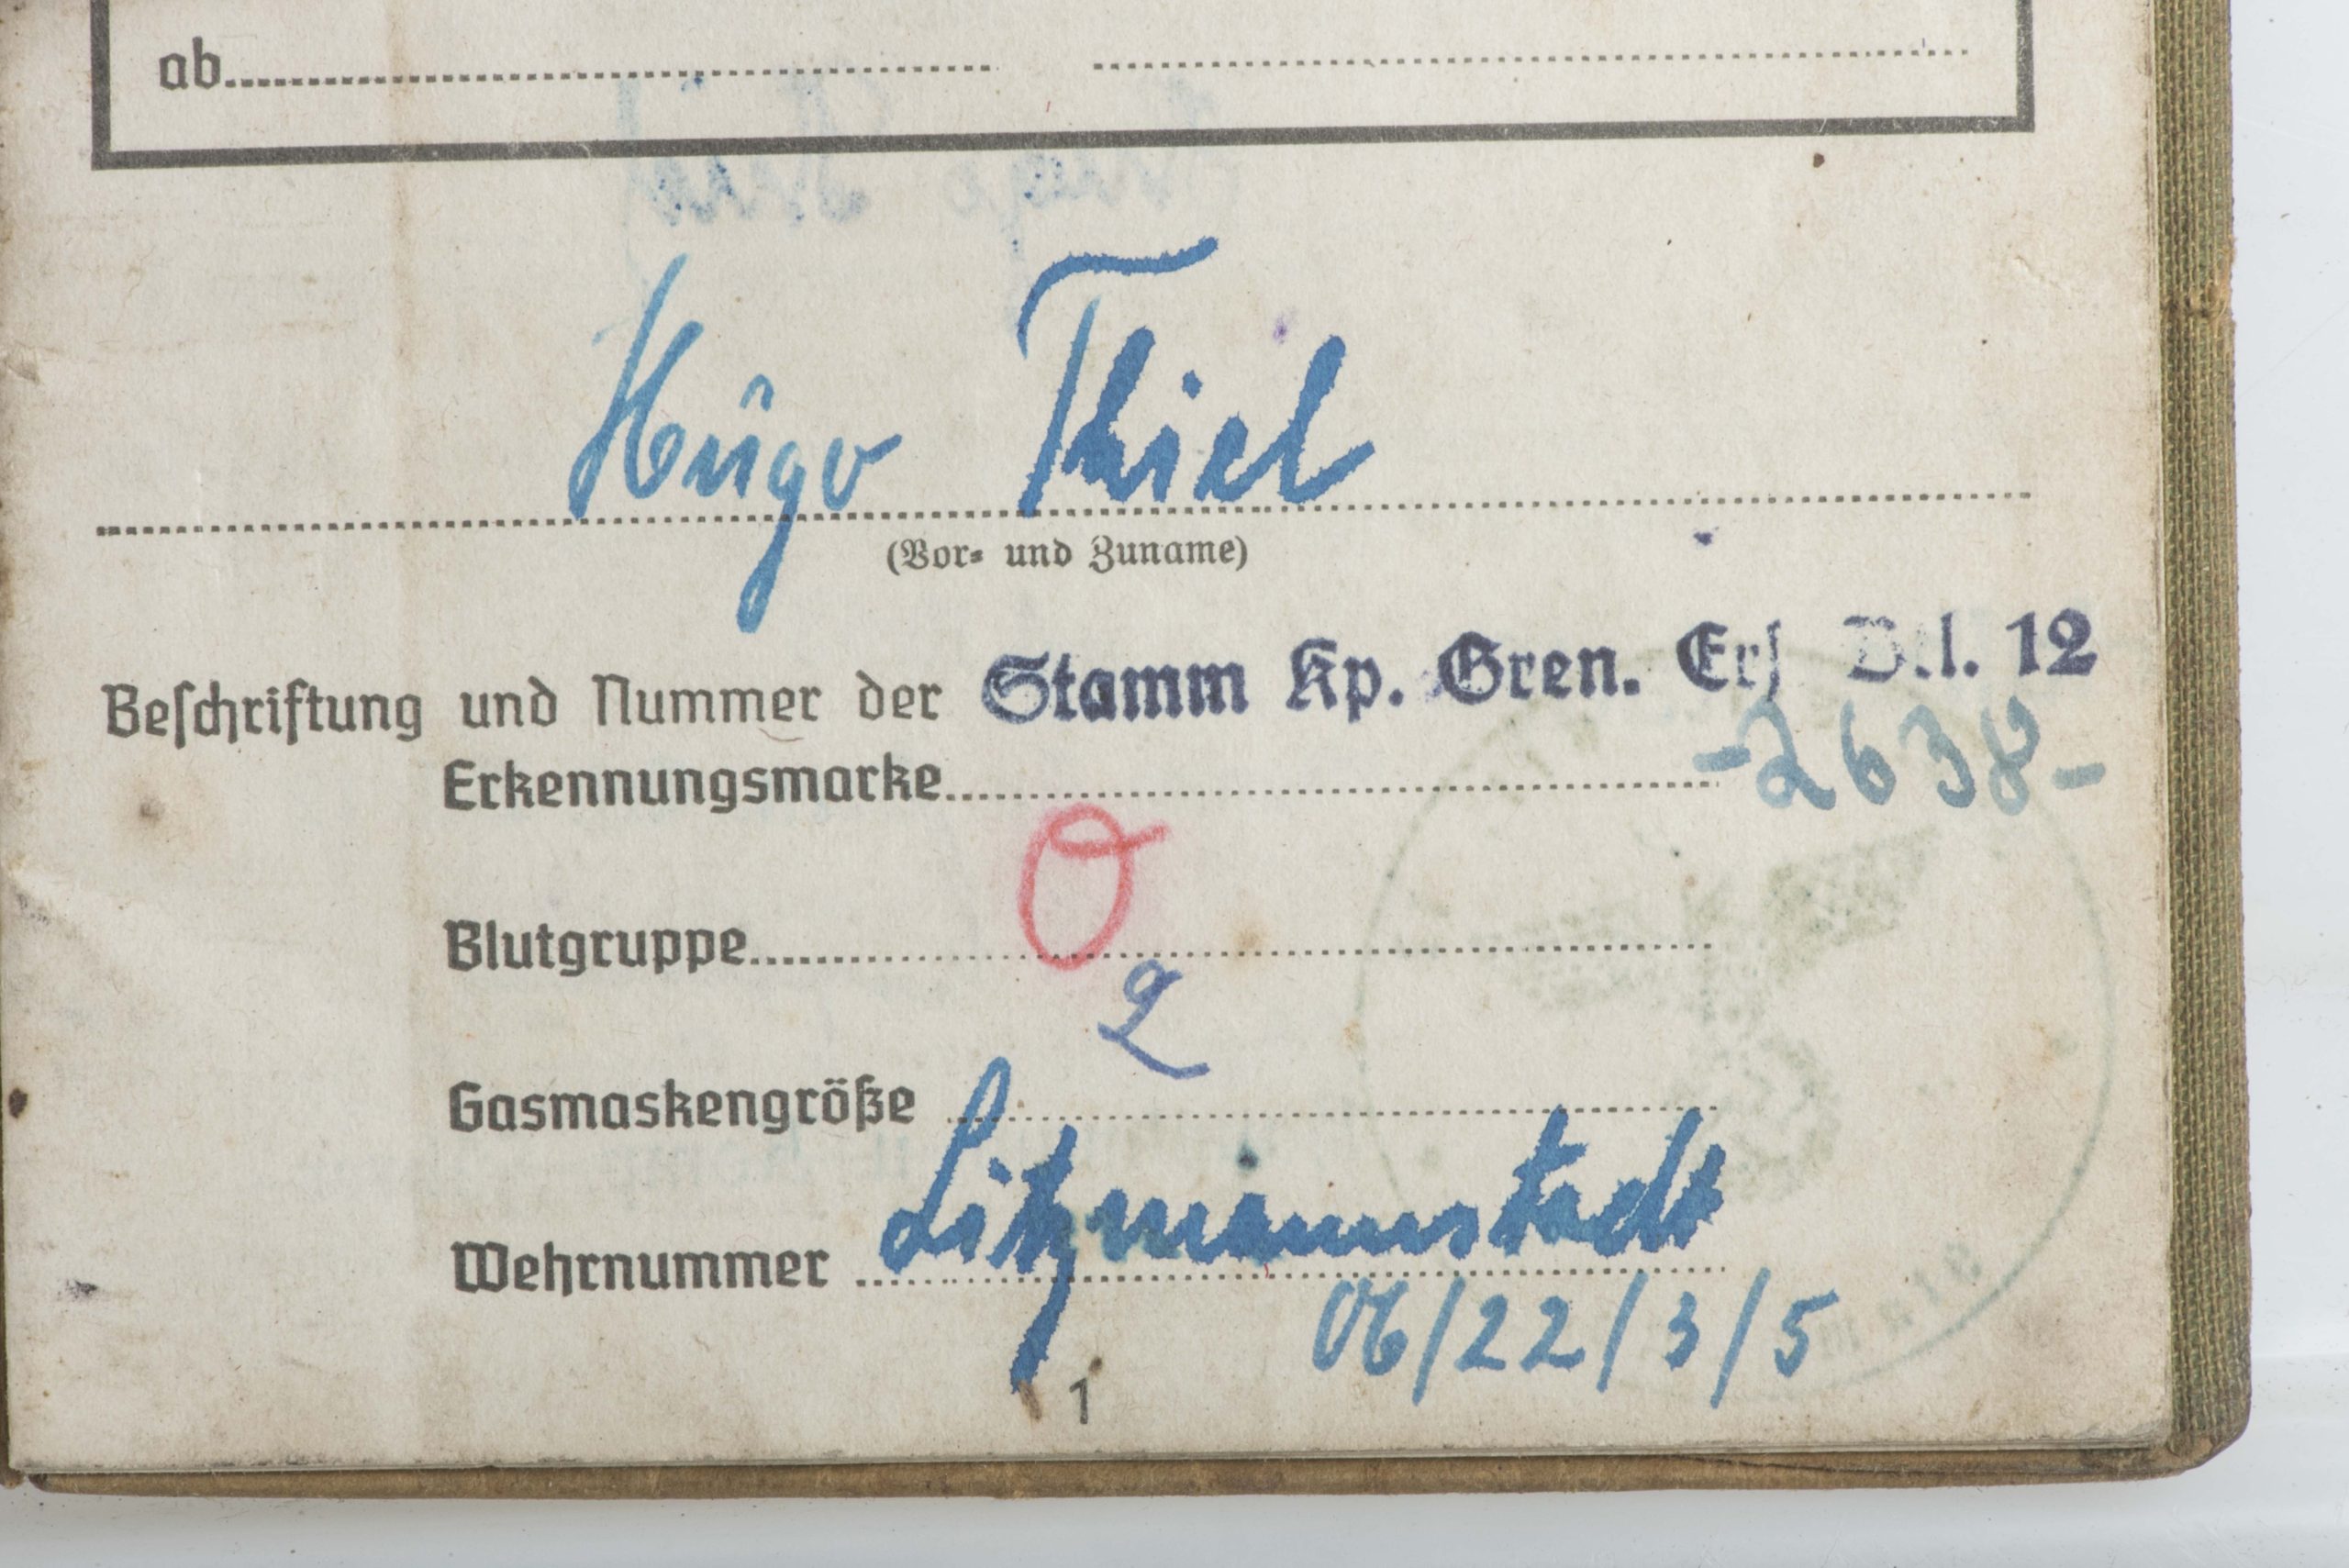 ab
Hugo Thiel
(Vor- und Zuname)
Beschriftung und Nummer der Stamm Kp. Gren. Ers. Btl. 12
Erkennungsmarke -2638-
Blutgruppe O
Gasmaskengröße 2
Wehrnummer Litzmannstadt
06/22/3/5
1